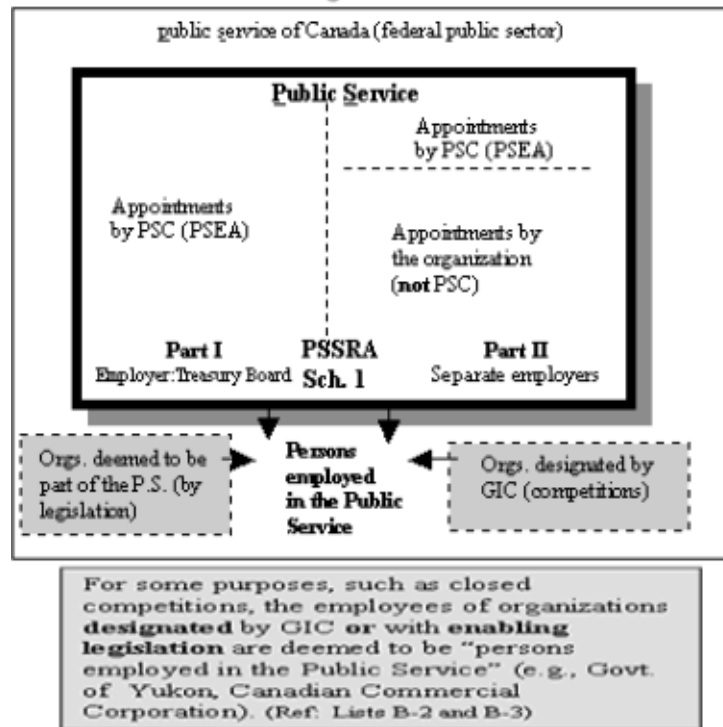 public service of Canada (federal public sector)
Public Service
Appointments
by PSC (PSEA)
Appointments
by PSC (PSEA)
Appointments by
the organization
(not PSC)
Part I
Employer:Treasury Board
PSSRA
Sch. 1
Part II
Separate employers
Orgs. deemed to be
part of the P.S. (by
legislation)
Persons
employed
in the Public
Service
Orgs. designated by
GIC (competitions)
For some purposes, such as closed
competitions, the employees of organizations
designated by GIC or with enabling
legislation are deemed to be “persons
employed in the Public Service” (e.g., Govt.
of Yukon, Canadian Commercial
Corporation). (Ref: Lists B-2 and B-3)